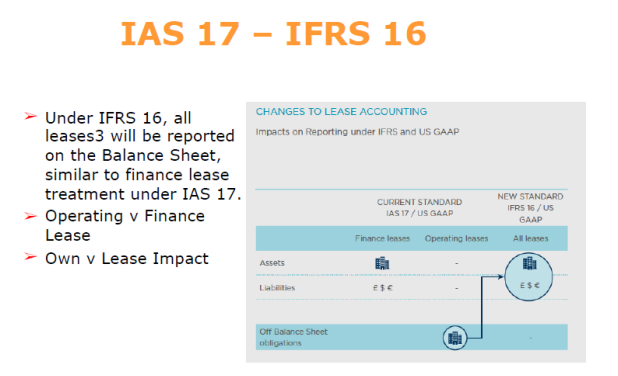 IAS 17 – IFRS 16
➢ Under IFRS 16, all
leases3 will be reported
on the Balance Sheet,
similar to finance lease
treatment under IAS 17.
➢ Operating v Finance
Lease
➢ Own v Lease Impact
CHANGES TO LEASE ACCOUNTING
Impacts on Reporting under IFRS and US GAAP
CURRENT STANDARD
IAS 17 / US GAAP
NEW STANDARD
IFRS 16 / US
GAAP
Finance leases Operating leases All leases
Assets -
Liabilities £ $ € - £ $ €
Off Balance Sheet
obligations -